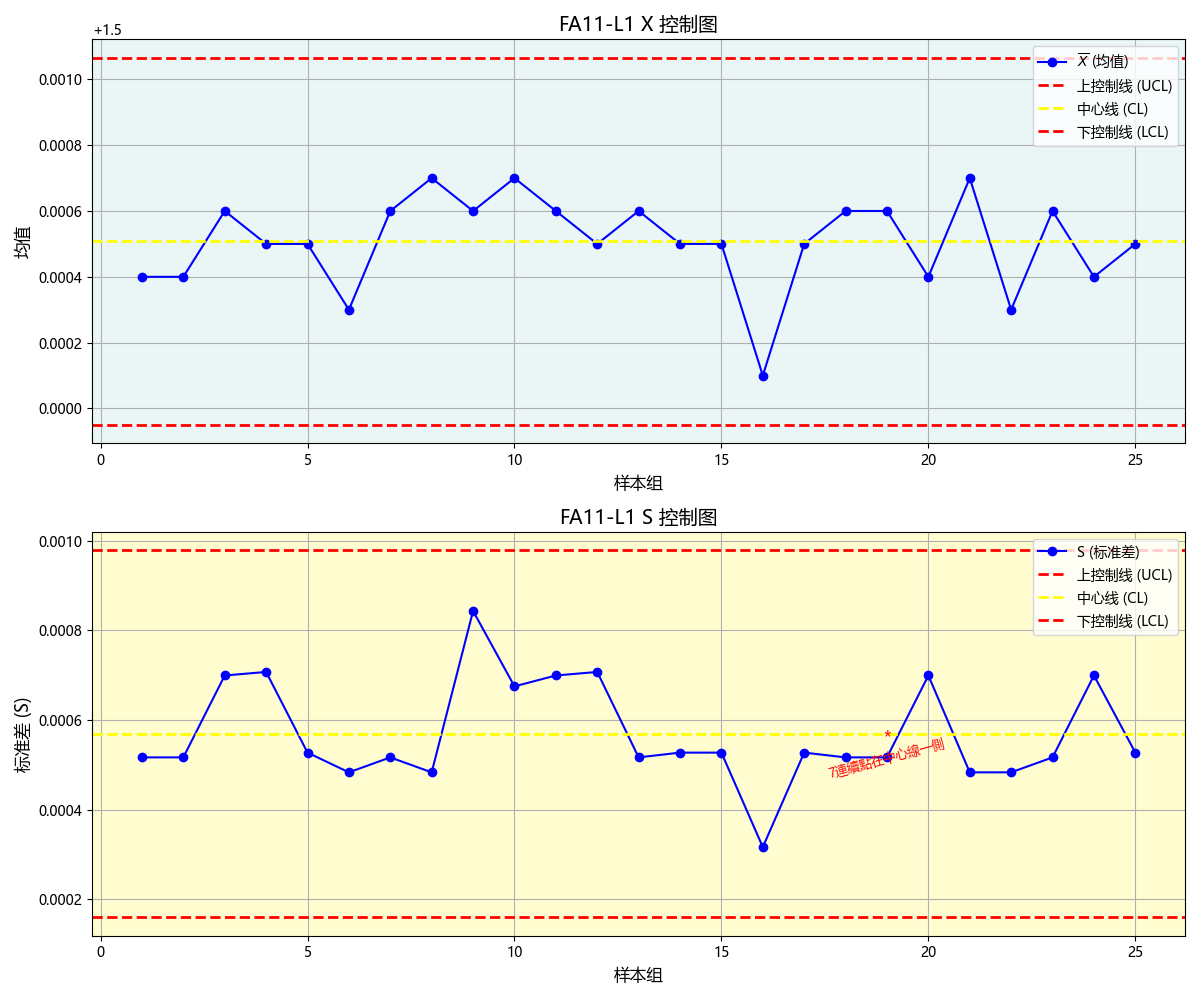 FA11-L1 X 控制图
+1.5
X (均值)
上控制线 (UCL)
中心线 (CL)
下控制线 (LCL)
0.0010
0.0008
0.0006
0.0004
0.0002
0.0000
均值
0 5 10 15 20 25
样本组
FA11-L1 S 控制图
S (标准差)
上控制线 (UCL)
中心线 (CL)
下控制线 (LCL)
0.0010
0.0008
0.0006
0.0004
0.0002
标准差 (S)
*
7連續點在中心線一側
0 5 10 15 20 25
样本组